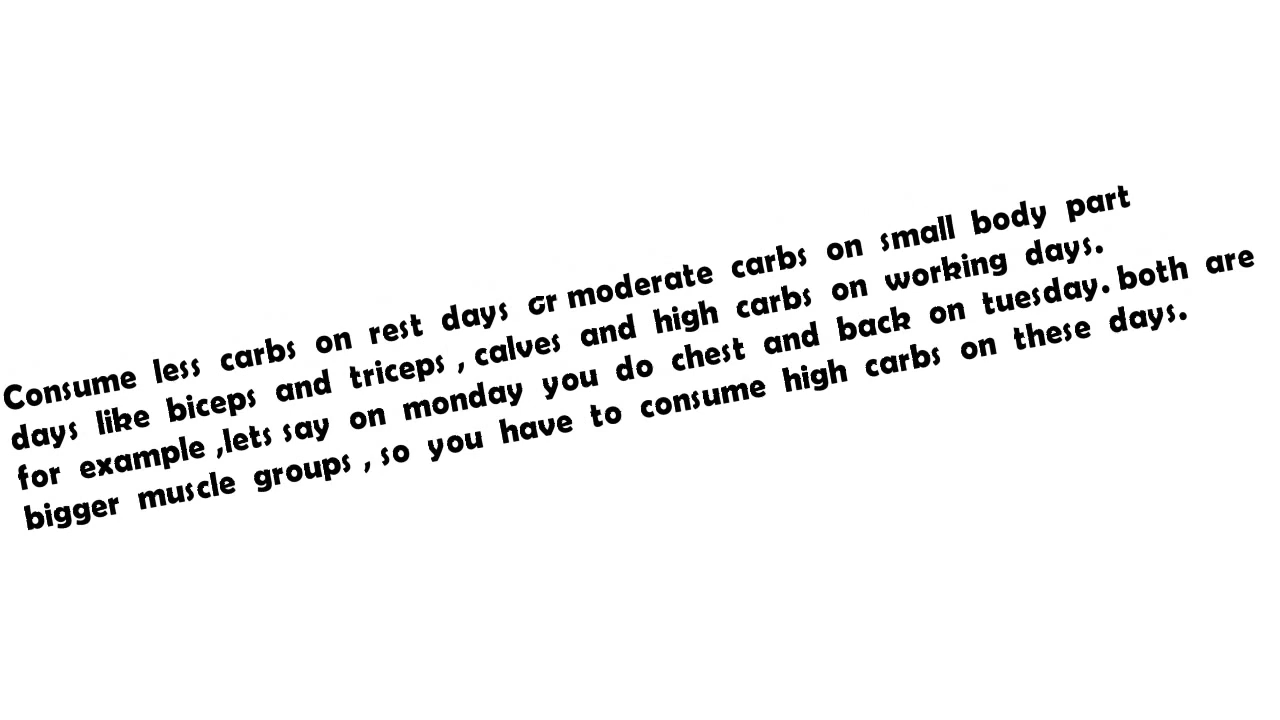 Consume less carbs on rest days or moderate carbs on small body part
days like biceps and triceps , calves and high carbs on working days.
for example ,lets say on monday you do chest and back on tuesday. both are
bigger muscle groups , so you have to consume high carbs on these days.